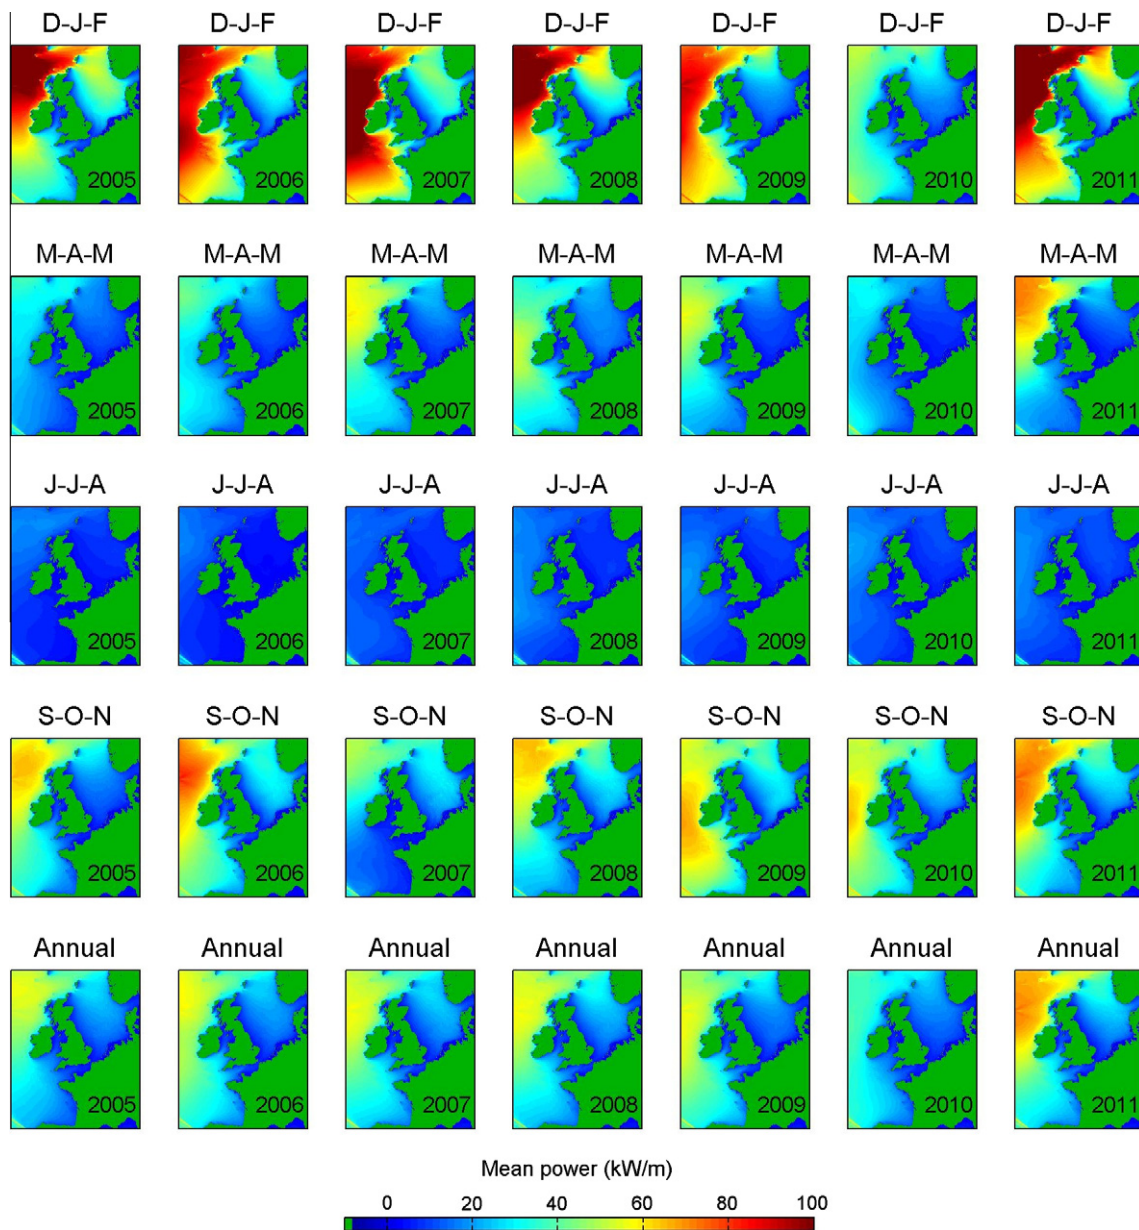 D-J-F D-J-F D-J-F D-J-F D-J-F D-J-F D-J-F
2005 2006 2007 2008 2009 2010 2011
M-A-M M-A-M M-A-M M-A-M M-A-M M-A-M M-A-M
2005 2006 2007 2008 2009 2010 2011
J-J-A J-J-A J-J-A J-J-A J-J-A J-J-A J-J-A
2005 2006 2007 2008 2009 2010 2011
S-O-N S-O-N S-O-N S-O-N S-O-N S-O-N S-O-N
2005 2006 2007 2008 2009 2010 2011
Annual Annual Annual Annual Annual Annual Annual
2005 2006 2007 2008 2009 2010 2011
Mean power (kW/m)
0 20 40 60 80 100